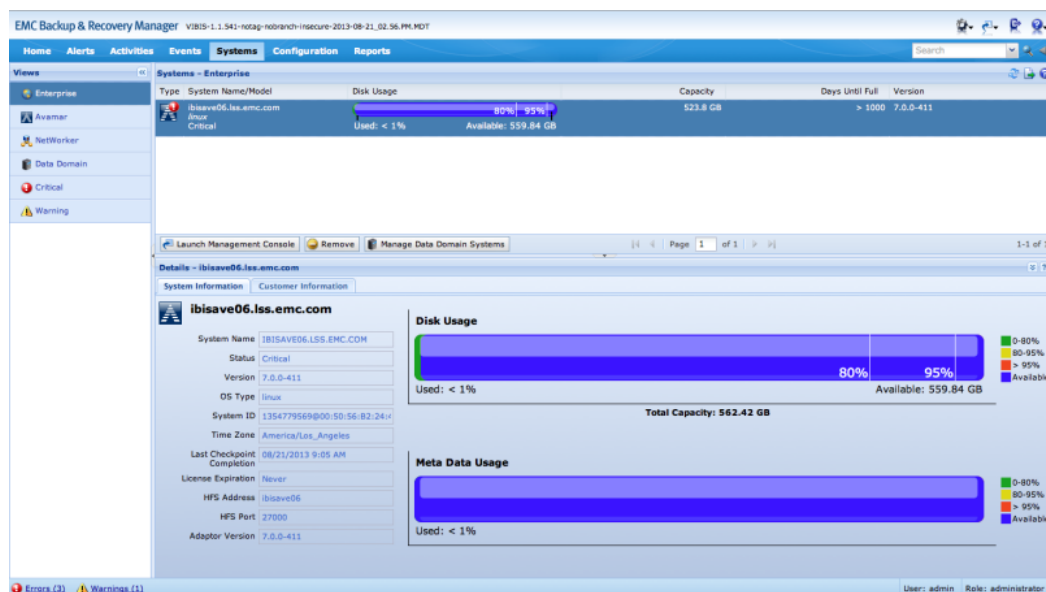 EMC Backup & Recovery Manager VIBIS-1.1.541-notag-nobranch-insecure-2013-08-21_02.56.PM.MDT
Home Alerts Activities Events Systems Configuration Reports Search
Views Systems - Enterprise
Enterprise
Avamar
NetWorker
Data Domain
Critical
Warning
Type System Name/Model Disk Usage Capacity Days Until Full Version
ibisave06.lss.emc.com 80% 95% 523.8 GB > 1000 7.0.0-411
linux
Critical Used: < 1% Available: 559.84 GB
Launch Management Console Remove Manage Data Domain Systems Page 1 of 1 1-1 of 1
Details - ibisave06.lss.emc.com
System Information Customer Information
ibisave06.lss.emc.com
System Name IBISAVE06.LSS.EMC.COM
Status Critical
Version 7.0.0-411
OS Type linux
System ID 1354779569@00:50:56:B2:24:
Time Zone America/Los_Angeles
Last Checkpoint Completion 08/21/2013 9:05 AM
License Expiration Never
HFS Address ibisave06
HFS Port 27000
Adaptor Version 7.0.0-411
Disk Usage
80% 95%
Used: < 1% Available: 559.84 GB
Total Capacity: 562.42 GB
0-80%
80-95%
> 95%
Availab
Meta Data Usage
Used: < 1%
0-80%
80-95%
> 95%
Availab
Errors (3) Warnings (1) User: admin Role: administrator